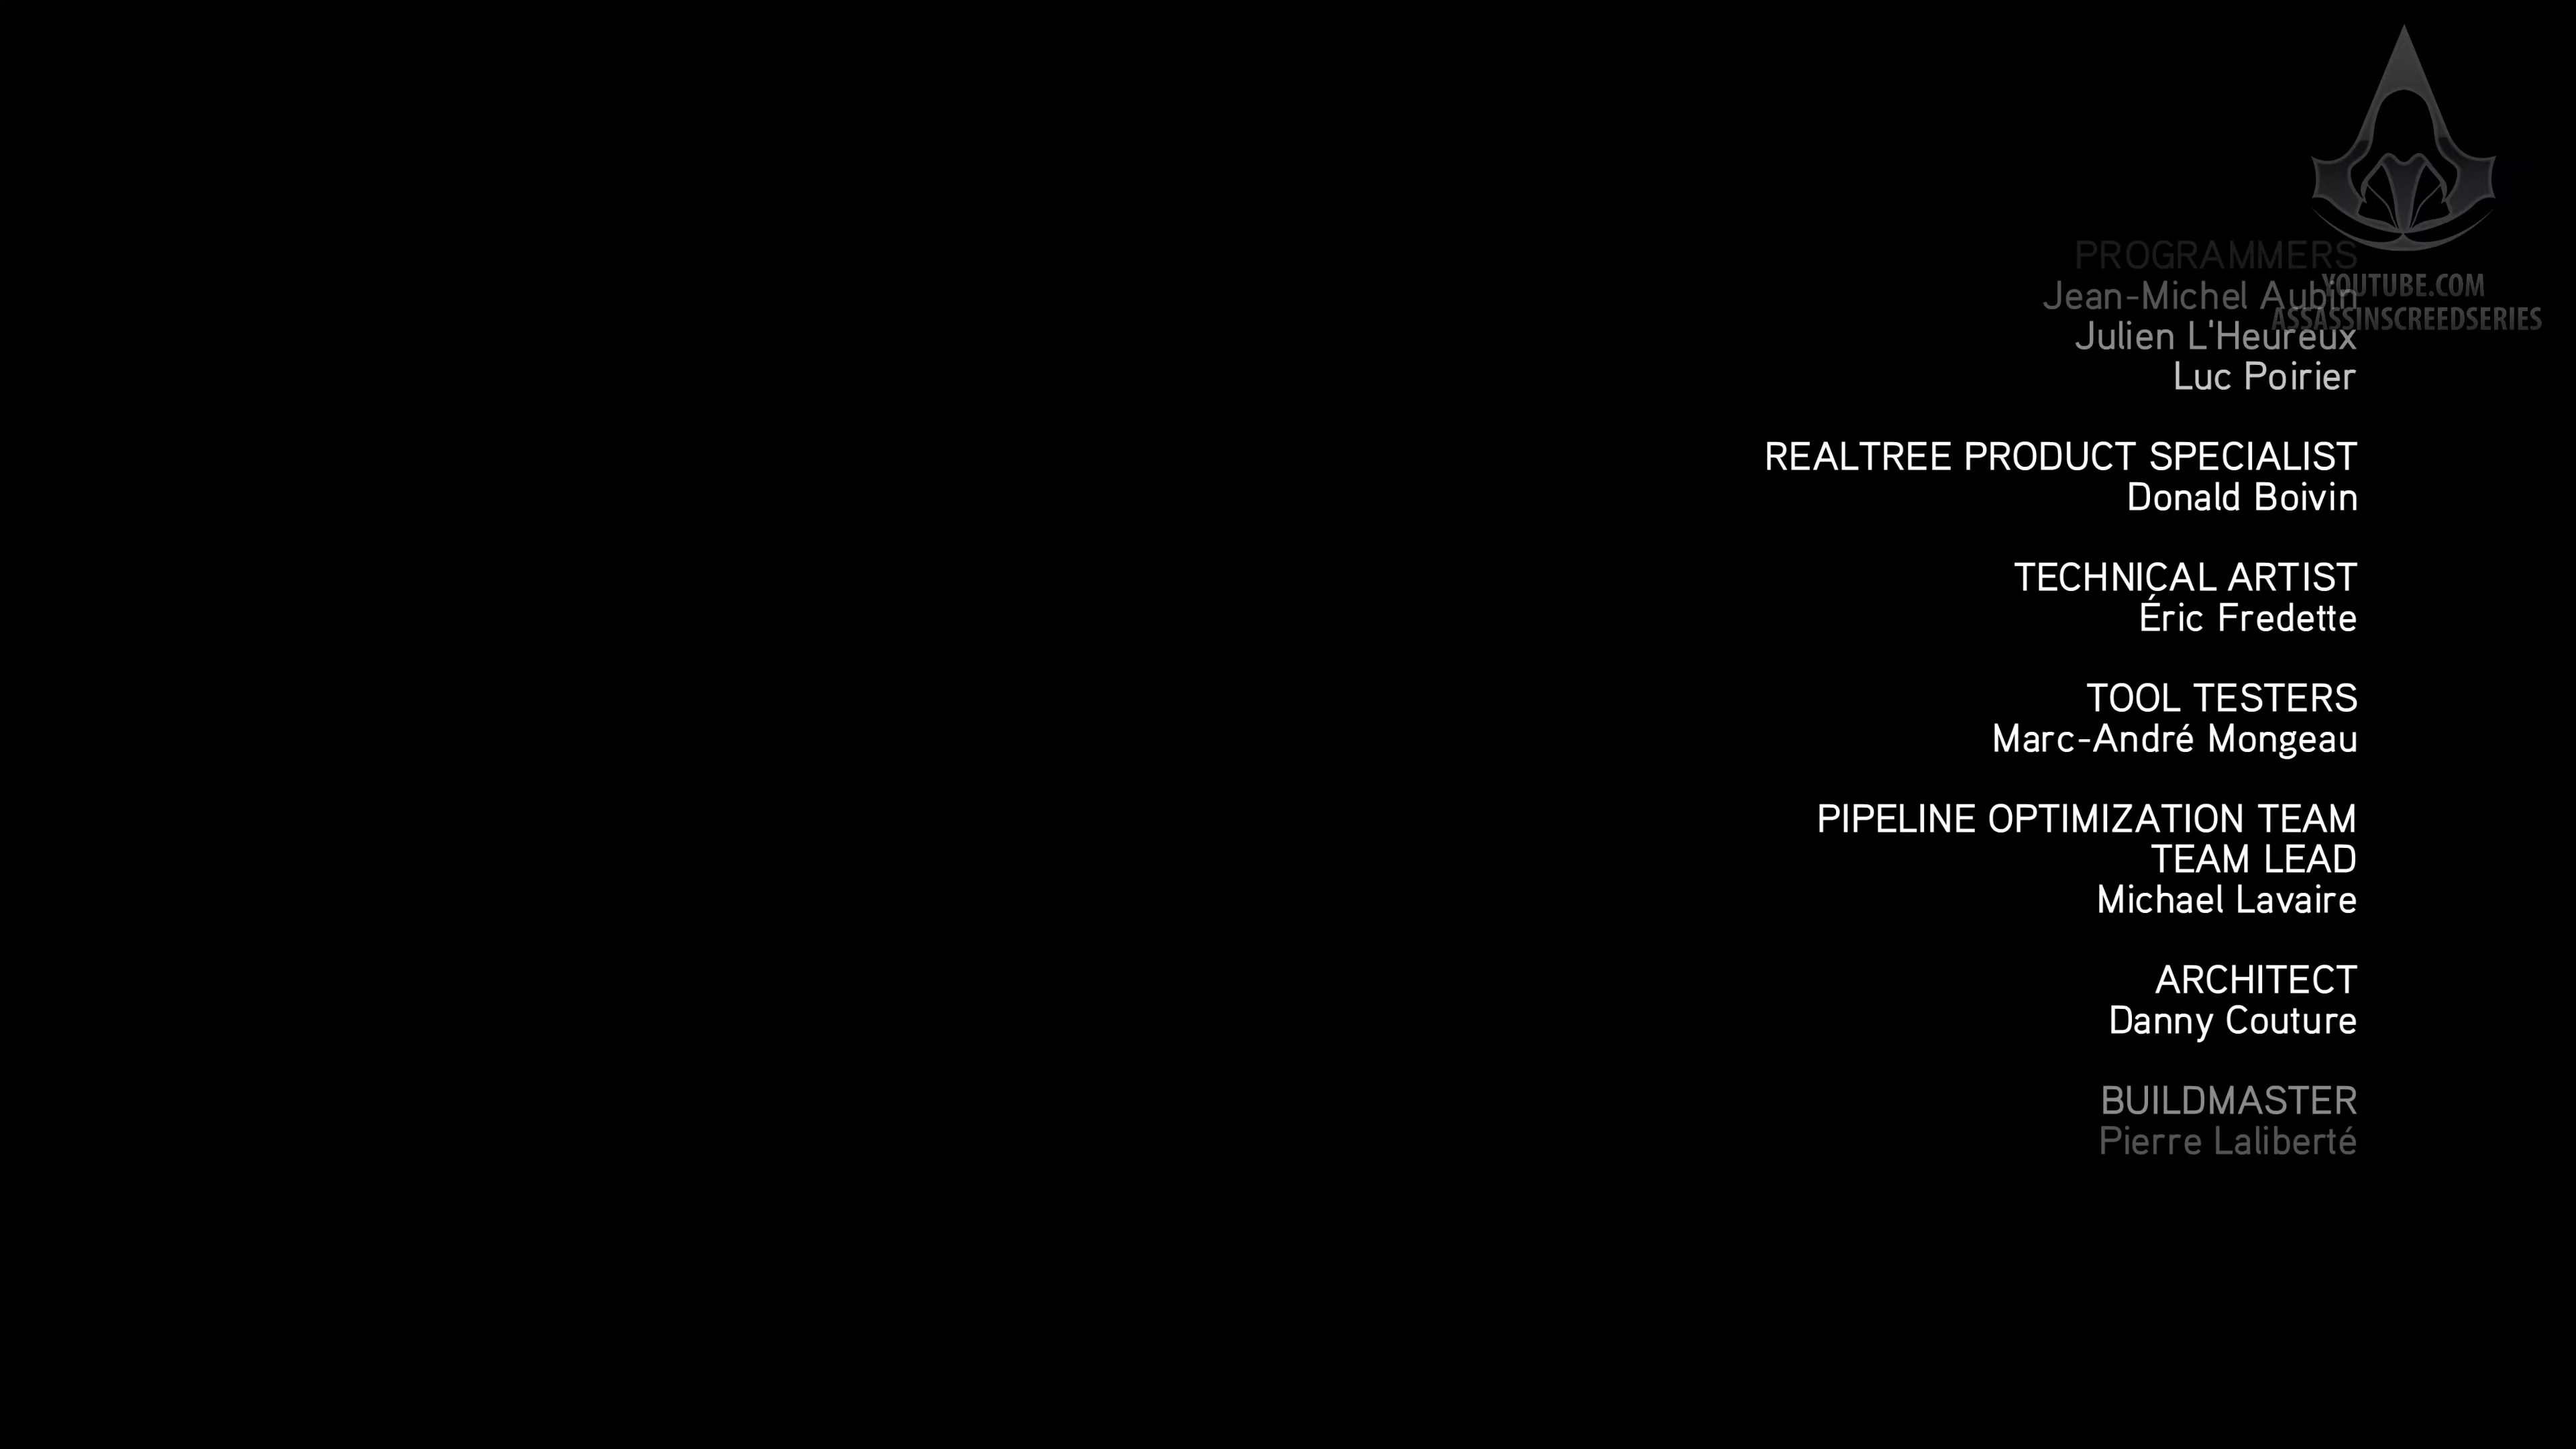 PROGRAMMERS
Jean-Michel Aubin
YOUTUBE.COM
ASSASSINSCREEDSERIES
Julien L'Heureux
Luc Poirier
REALTREE PRODUCT SPECIALIST
Donald Boivin
TECHNICAL ARTIST
Éric Fredette
TOOL TESTERS
Marc-André Mongeau
PIPELINE OPTIMIZATION TEAM
TEAM LEAD
Michael Lavaire
ARCHITECT
Danny Couture
BUILDMASTER
Pierre Laliberté